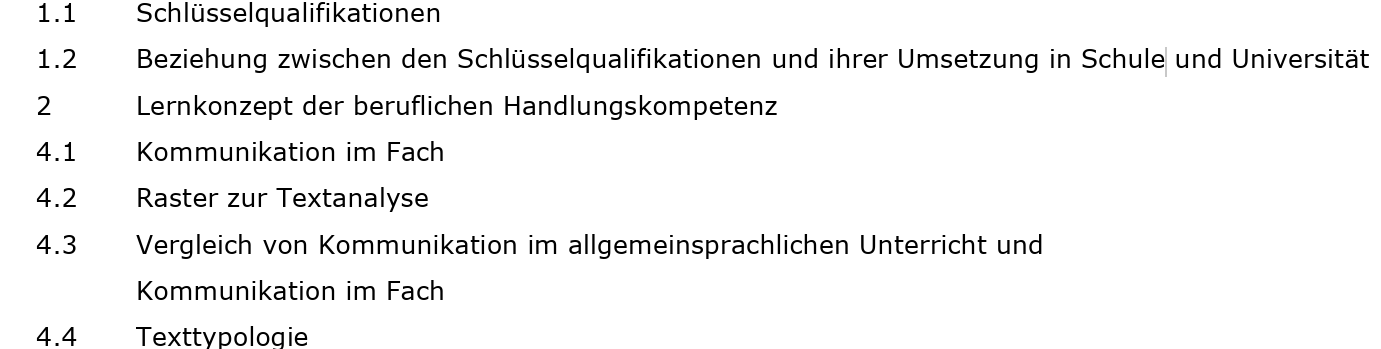 1.1 Schlüsselqualifikationen
1.2 Beziehung zwischen den Schlüsselqualifikationen und ihrer Umsetzung in Schule und Universität
2 Lernkonzept der beruflichen Handlungskompetenz
4.1 Kommunikation im Fach
4.2 Raster zur Textanalyse
4.3 Vergleich von Kommunikation im allgemeinsprachlichen Unterricht und
Kommunikation im Fach
4.4 Texttypologie